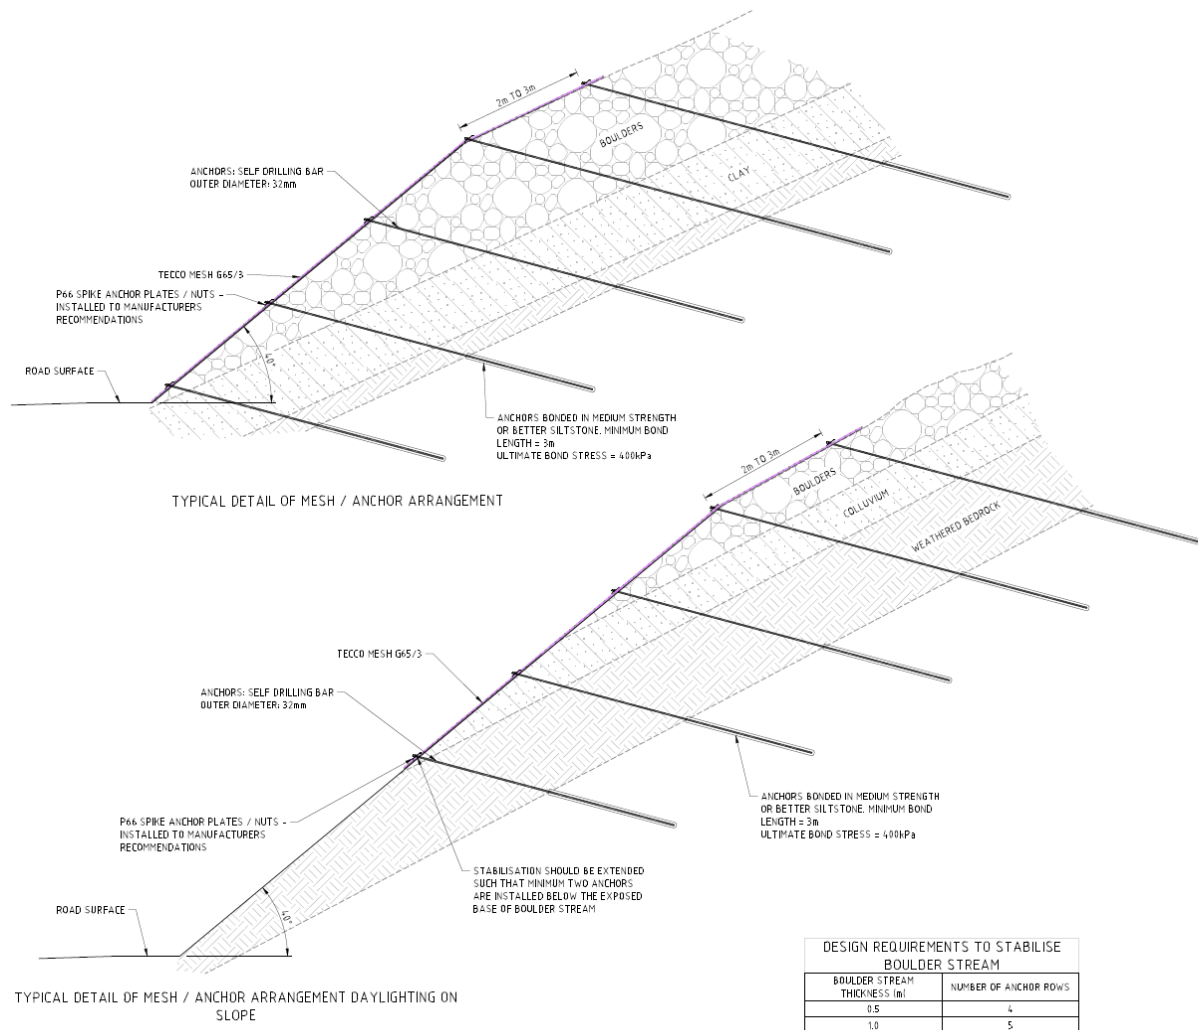 2m TO 3m
BOULDERS
ANCHORS: SELF DRILLING BAR
OUTER DIAMETER: 32mm
CLAY
TECCO MESH G65/3
P66 SPIKE ANCHOR PLATES / NUTS -
INSTALLED TO MANUFACTURERS
RECOMMENDATIONS
40°
ROAD SURFACE
ANCHORS BONDED IN MEDIUM STRENGTH
OR BETTER SILTSTONE. MINIMUM BOND
LENGTH = 3m
ULTIMATE BOND STRESS = 400kPa
TYPICAL DETAIL OF MESH / ANCHOR ARRANGEMENT
2m TO 3m
BOULDERS
COLLUVIUM
WEATHERED BEDROCK
TECCO MESH G65/3
ANCHORS: SELF DRILLING BAR
OUTER DIAMETER: 32mm
P66 SPIKE ANCHOR PLATES / NUTS -
INSTALLED TO MANUFACTURERS
RECOMMENDATIONS
ANCHORS BONDED IN MEDIUM STRENGTH
OR BETTER SILTSTONE. MINIMUM BOND
LENGTH = 3m
ULTIMATE BOND STRESS = 400kPa
STABILISATION SHOULD BE EXTENDED
SUCH THAT MINIMUM TWO ANCHORS
ARE INSTALLED BELOW THE EXPOSED
BASE OF BOULDER STREAM
ROAD SURFACE
40°
TYPICAL DETAIL OF MESH / ANCHOR ARRANGEMENT DAYLIGHTING ON
SLOPE
DESIGN REQUIREMENTS TO STABILISE
BOULDER STREAM
BOULDER STREAM
THICKNESS (m(
NUMBER OF ANCHOR ROWS
0.5 4
1.0 5